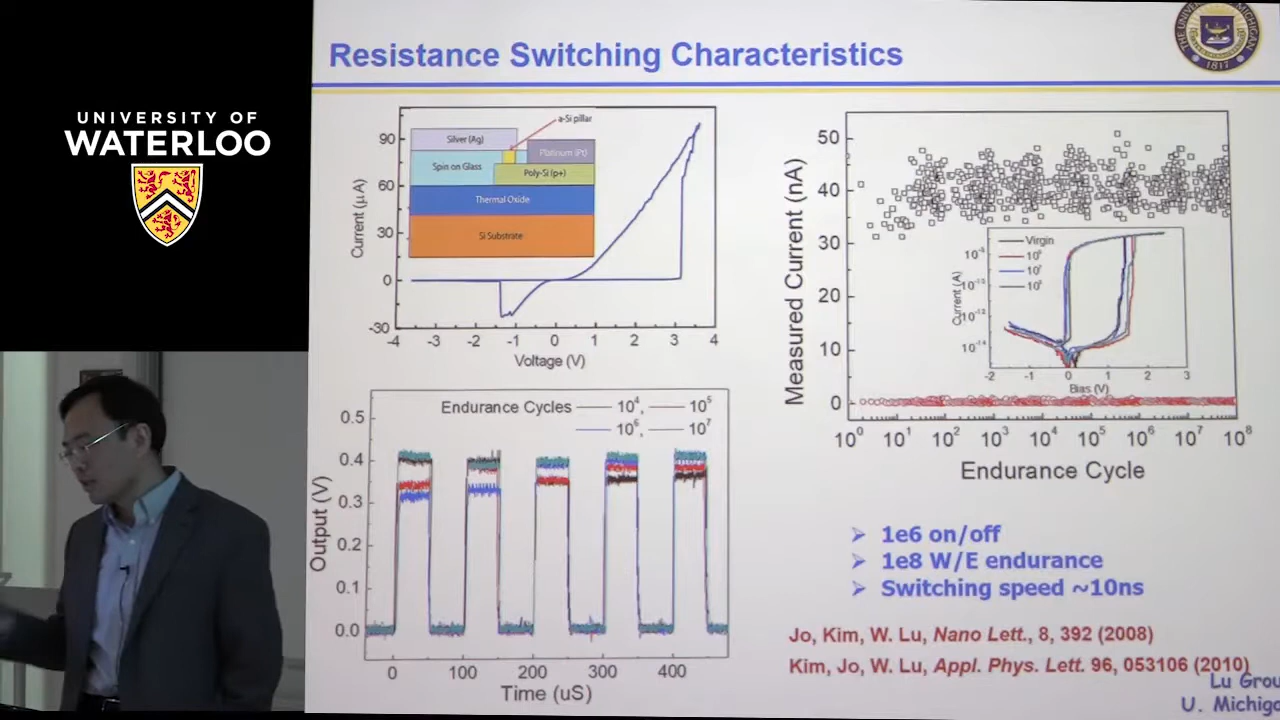 UNIVERSITY OF
WATERLOO
Resistance Switching Characteristics
THE UNIVERSITY OF MICHIGAN
1817
90
60
30
0
-30
Current (µA)
-4 -3 -2 -1 0 1 2 3 4
Voltage (V)
a-Si pillar
Silver (Ag)
Platinum (Pt)
Spin on Glass
Poly-Si (p+)
Thermal Oxide
Si Substrate
50
40
30
20
10
0
Measured Current (nA)
10⁰ 10¹ 10² 10³ 10⁴ 10⁵ 10⁶ 10⁷ 10⁸
Endurance Cycle
Virgin
Current (A)
-2 -1 0 1 2 3
Bias (V)
Endurance Cycles 10⁴, 10⁵
10⁶, 10⁷
0.5
0.4
0.3
0.2
0.1
0.0
Output (V)
0 100 200 300 400
Time (uS)
➢ 1e6 on/off
➢ 1e8 W/E endurance
➢ Switching speed ~10ns
Jo, Kim, W. Lu, Nano Lett., 8, 392 (2008)
Kim, Jo, W. Lu, Appl. Phys. Lett. 96, 053106 (2010)
Lu Grou
U. Michiga